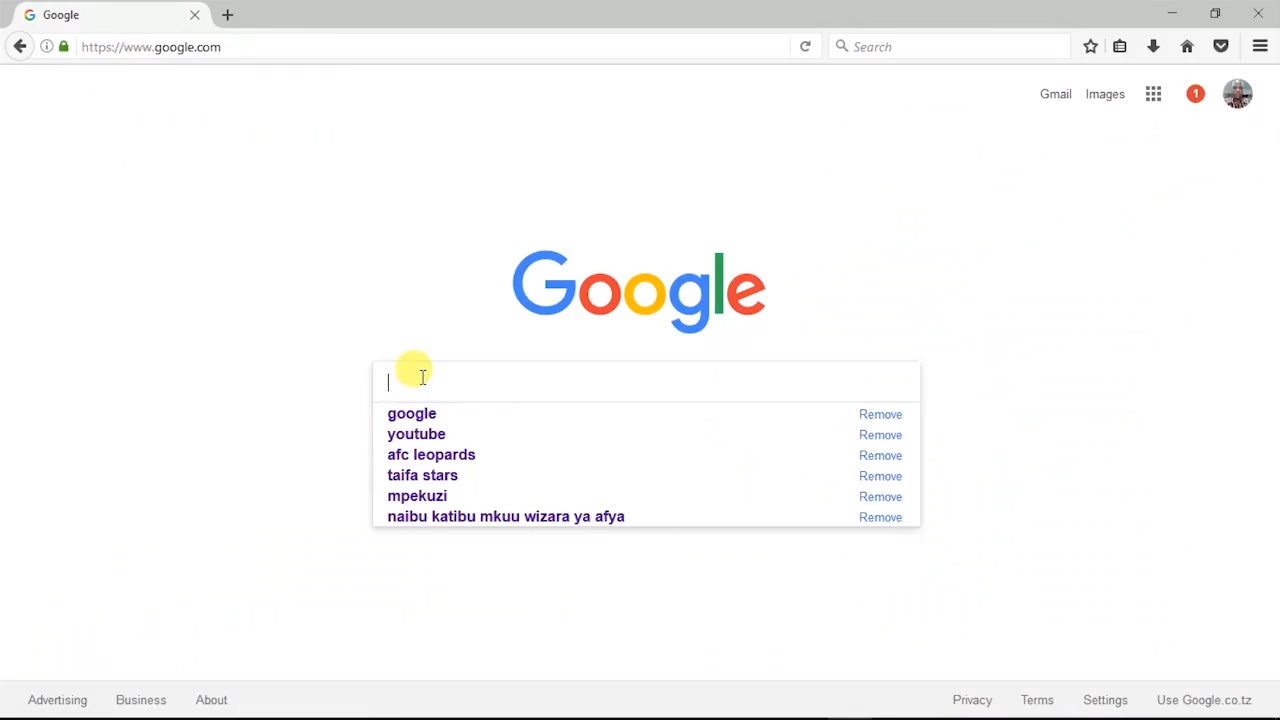 Google
https://www.google.com
Search
Gmail Images 1
Google
google Remove
youtube Remove
afc leopards Remove
taifa stars Remove
mpekuzi Remove
naibu katibu mkuu wizara ya afya Remove
Advertising Business About Privacy Terms Settings Use Google.co.tz